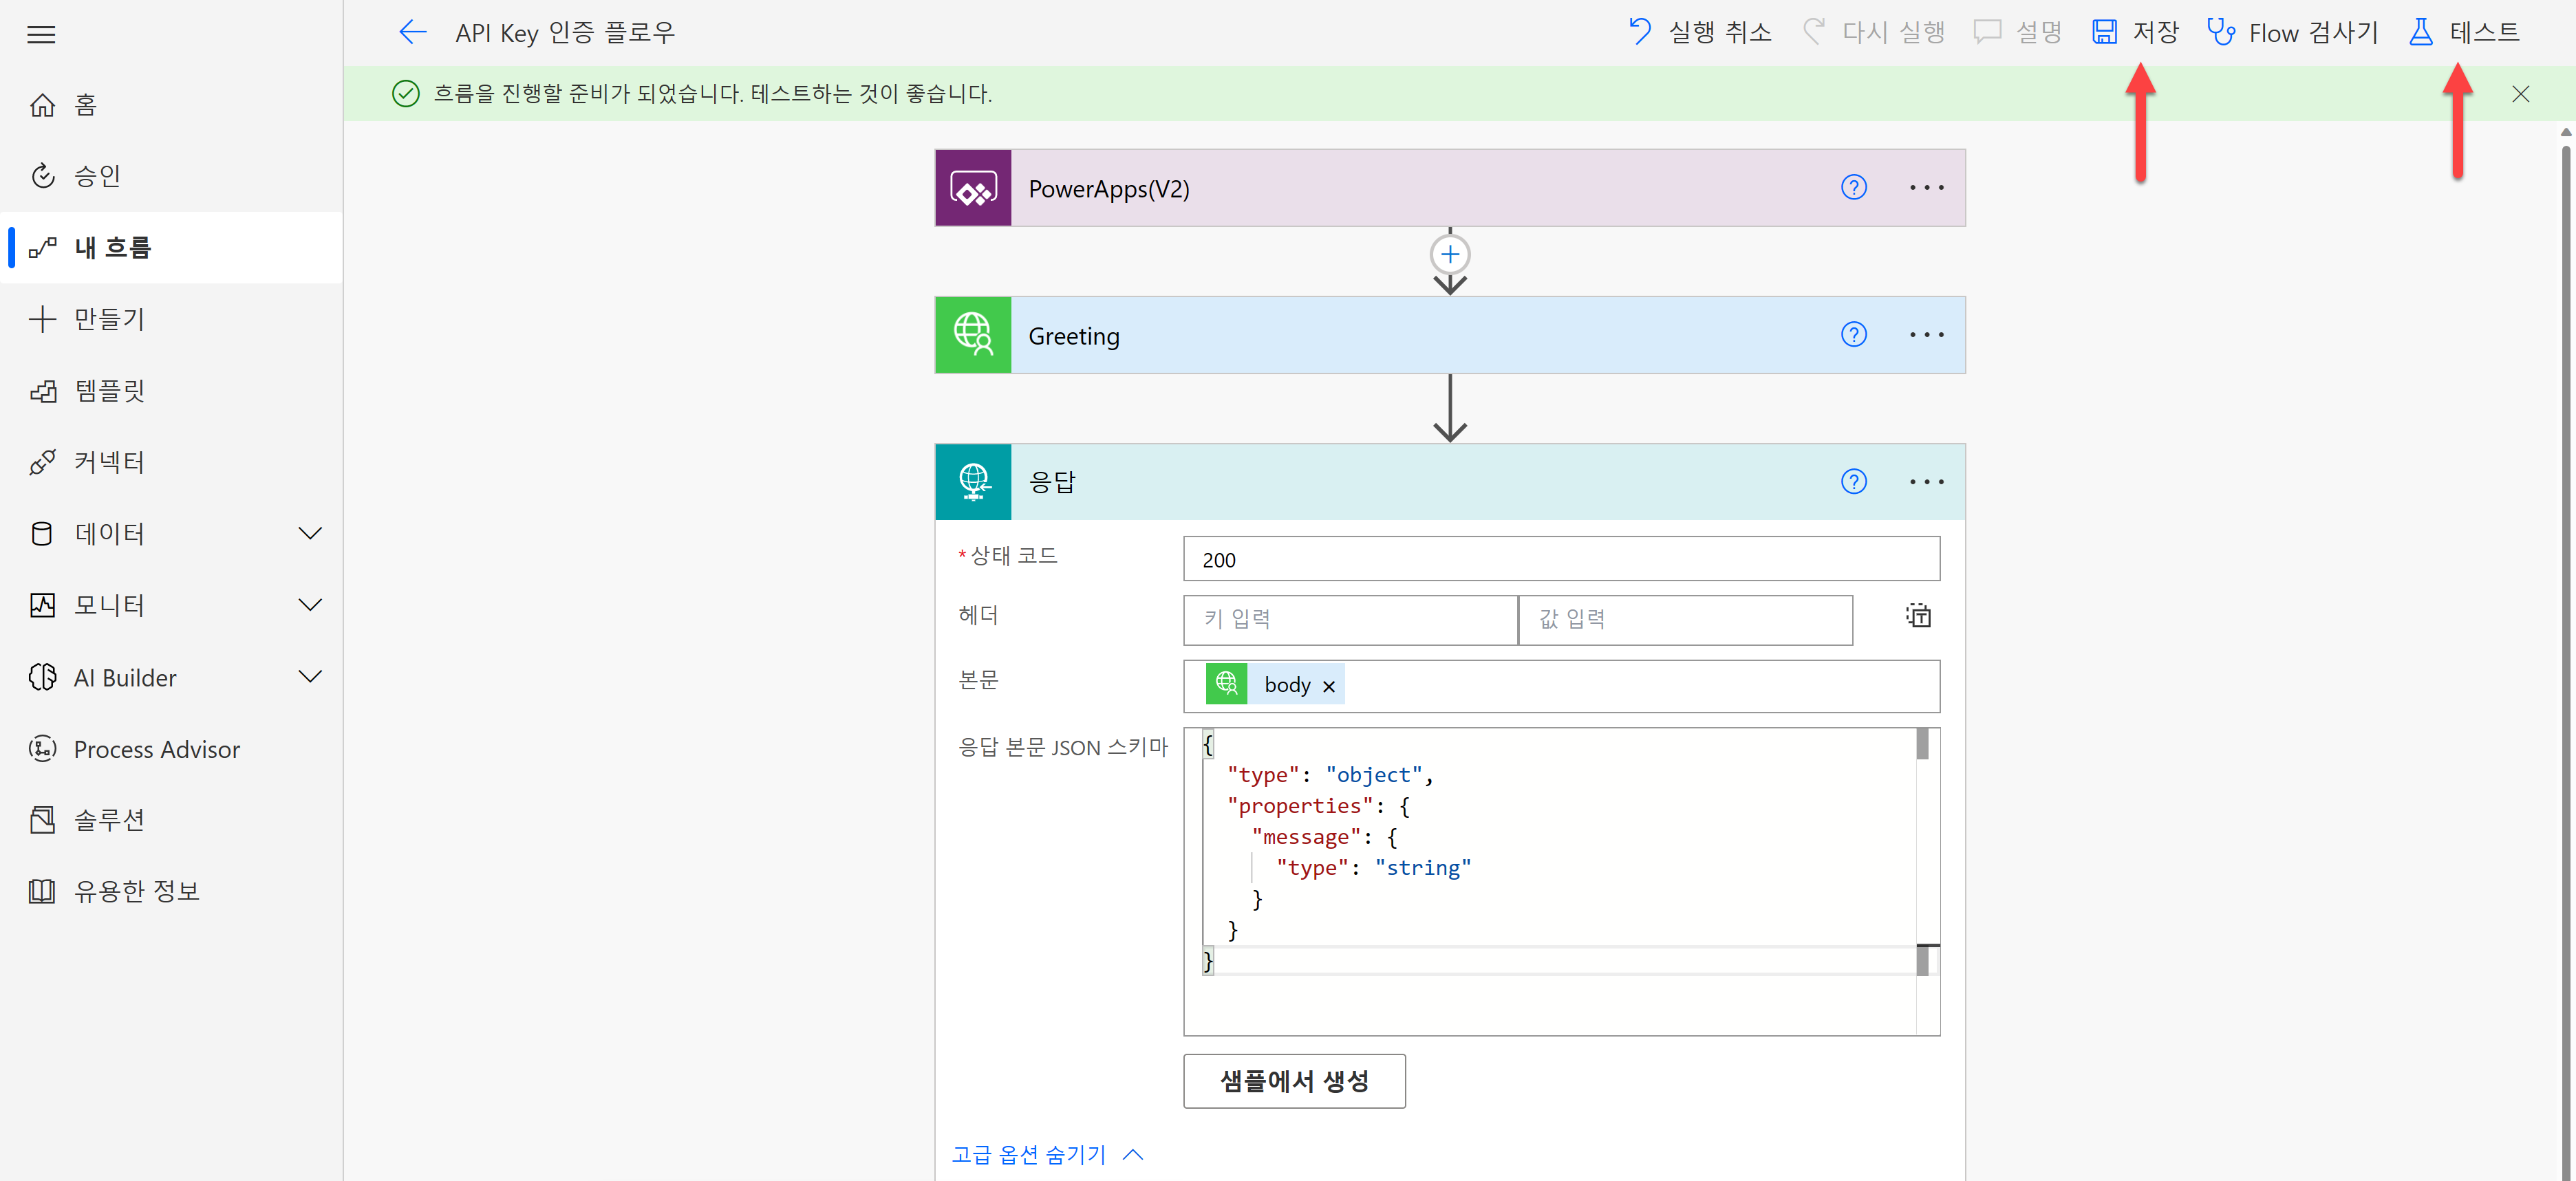 API Key 인증 플로우
실행 취소
다시 실행
설명
저장
Flow 검사기
테스트
흐름을 진행할 준비가 되었습니다. 테스트하는 것이 좋습니다.
홈
승인
내 흐름
만들기
템플릿
커넥터
데이터
모니터
AI Builder
Process Advisor
솔루션
유용한 정보
PowerApps(V2)
Greeting
응답
*상태 코드
200
헤더
키 입력
값 입력
본문
body ×
응답 본문 JSON 스키마
{
"type": "object",
"properties": {
"message": {
"type": "string"
}
}
}
샘플에서 생성
고급 옵션 숨기기